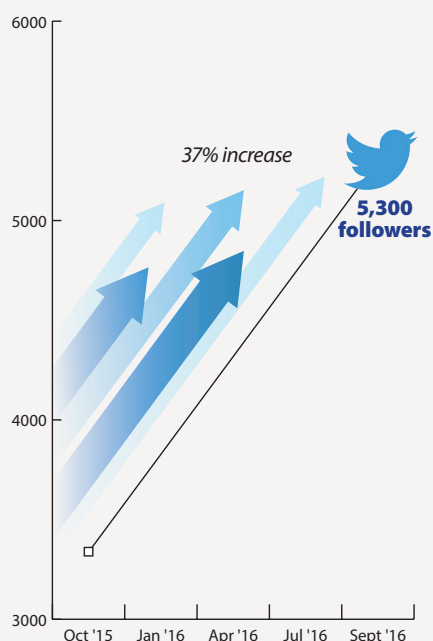 6000
37% increase
5,300
followers
5000
4000
3000
Oct '15
Jan '16
Apr '16
Jul '16
Sept '16